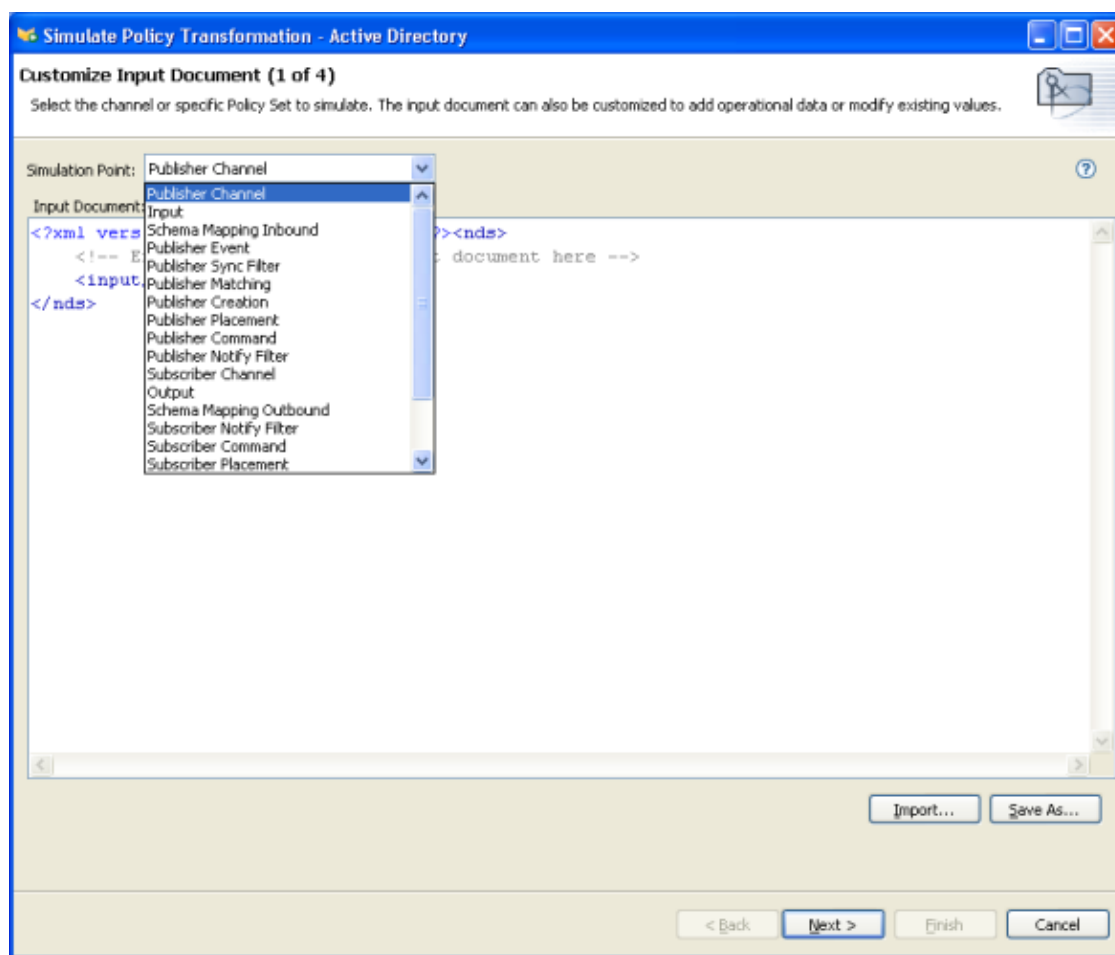 Simulate Policy Transformation - Active Directory
Customize Input Document (1 of 4)
Select the channel or specific Policy Set to simulate. The input document can also be customized to add operational data or modify existing values.
Simulation Point: Publisher Channel
Input Document:
Publisher Channel
Input
Schema Mapping Inbound
Publisher Event
Publisher Sync Filter
Publisher Matching
Publisher Creation
Publisher Placement
Publisher Command
Publisher Notify Filter
Subscriber Channel
Output
Schema Mapping Outbound
Subscriber Notify Filter
Subscriber Command
Subscriber Placement
<?xml vers ?><nds>
<!-- E document here -->
<input
</nds>
Import... Save As...
< Back Next > Finish Cancel